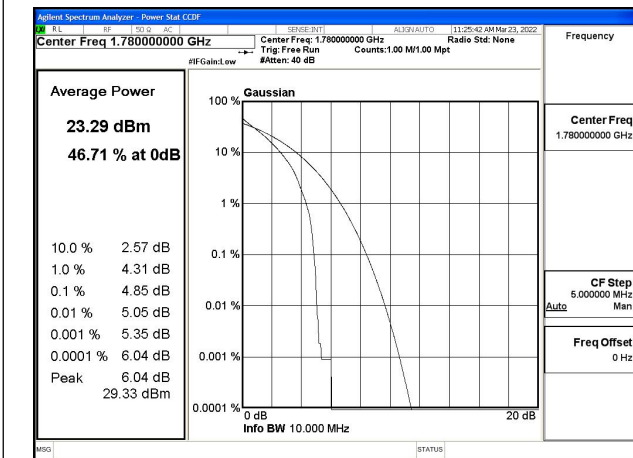 Agilent Spectrum Analyzer - Power Stat CCDF
RL RF 50 Ω AC SENSE:INT ALIGN AUTO 11:25:42 AM Mar 23, 2022
Center Freq 1.780000000 GHz
Center Freq: 1.780000000 GHz Radio Std: None
Trig: Free Run Counts:1.00 M/1.00 Mpt
#IFGain:Low #Atten: 40 dB
Frequency
Average Power
23.29 dBm
46.71 % at 0dB
10.0 % 2.57 dB
1.0 % 4.31 dB
0.1 % 4.85 dB
0.01 % 5.05 dB
0.001 % 5.35 dB
0.0001 % 6.04 dB
Peak 6.04 dB
29.33 dBm
Gaussian
100 %
10 %
1 %
0.1 %
0.01 %
0.001 %
0.0001 %
0 dB 20 dB
Info BW 10.000 MHz
Center Freq
1.780000000 GHz
CF Step
5.000000 MHz
Auto Man
Freq Offset
0 Hz
MSG STATUS